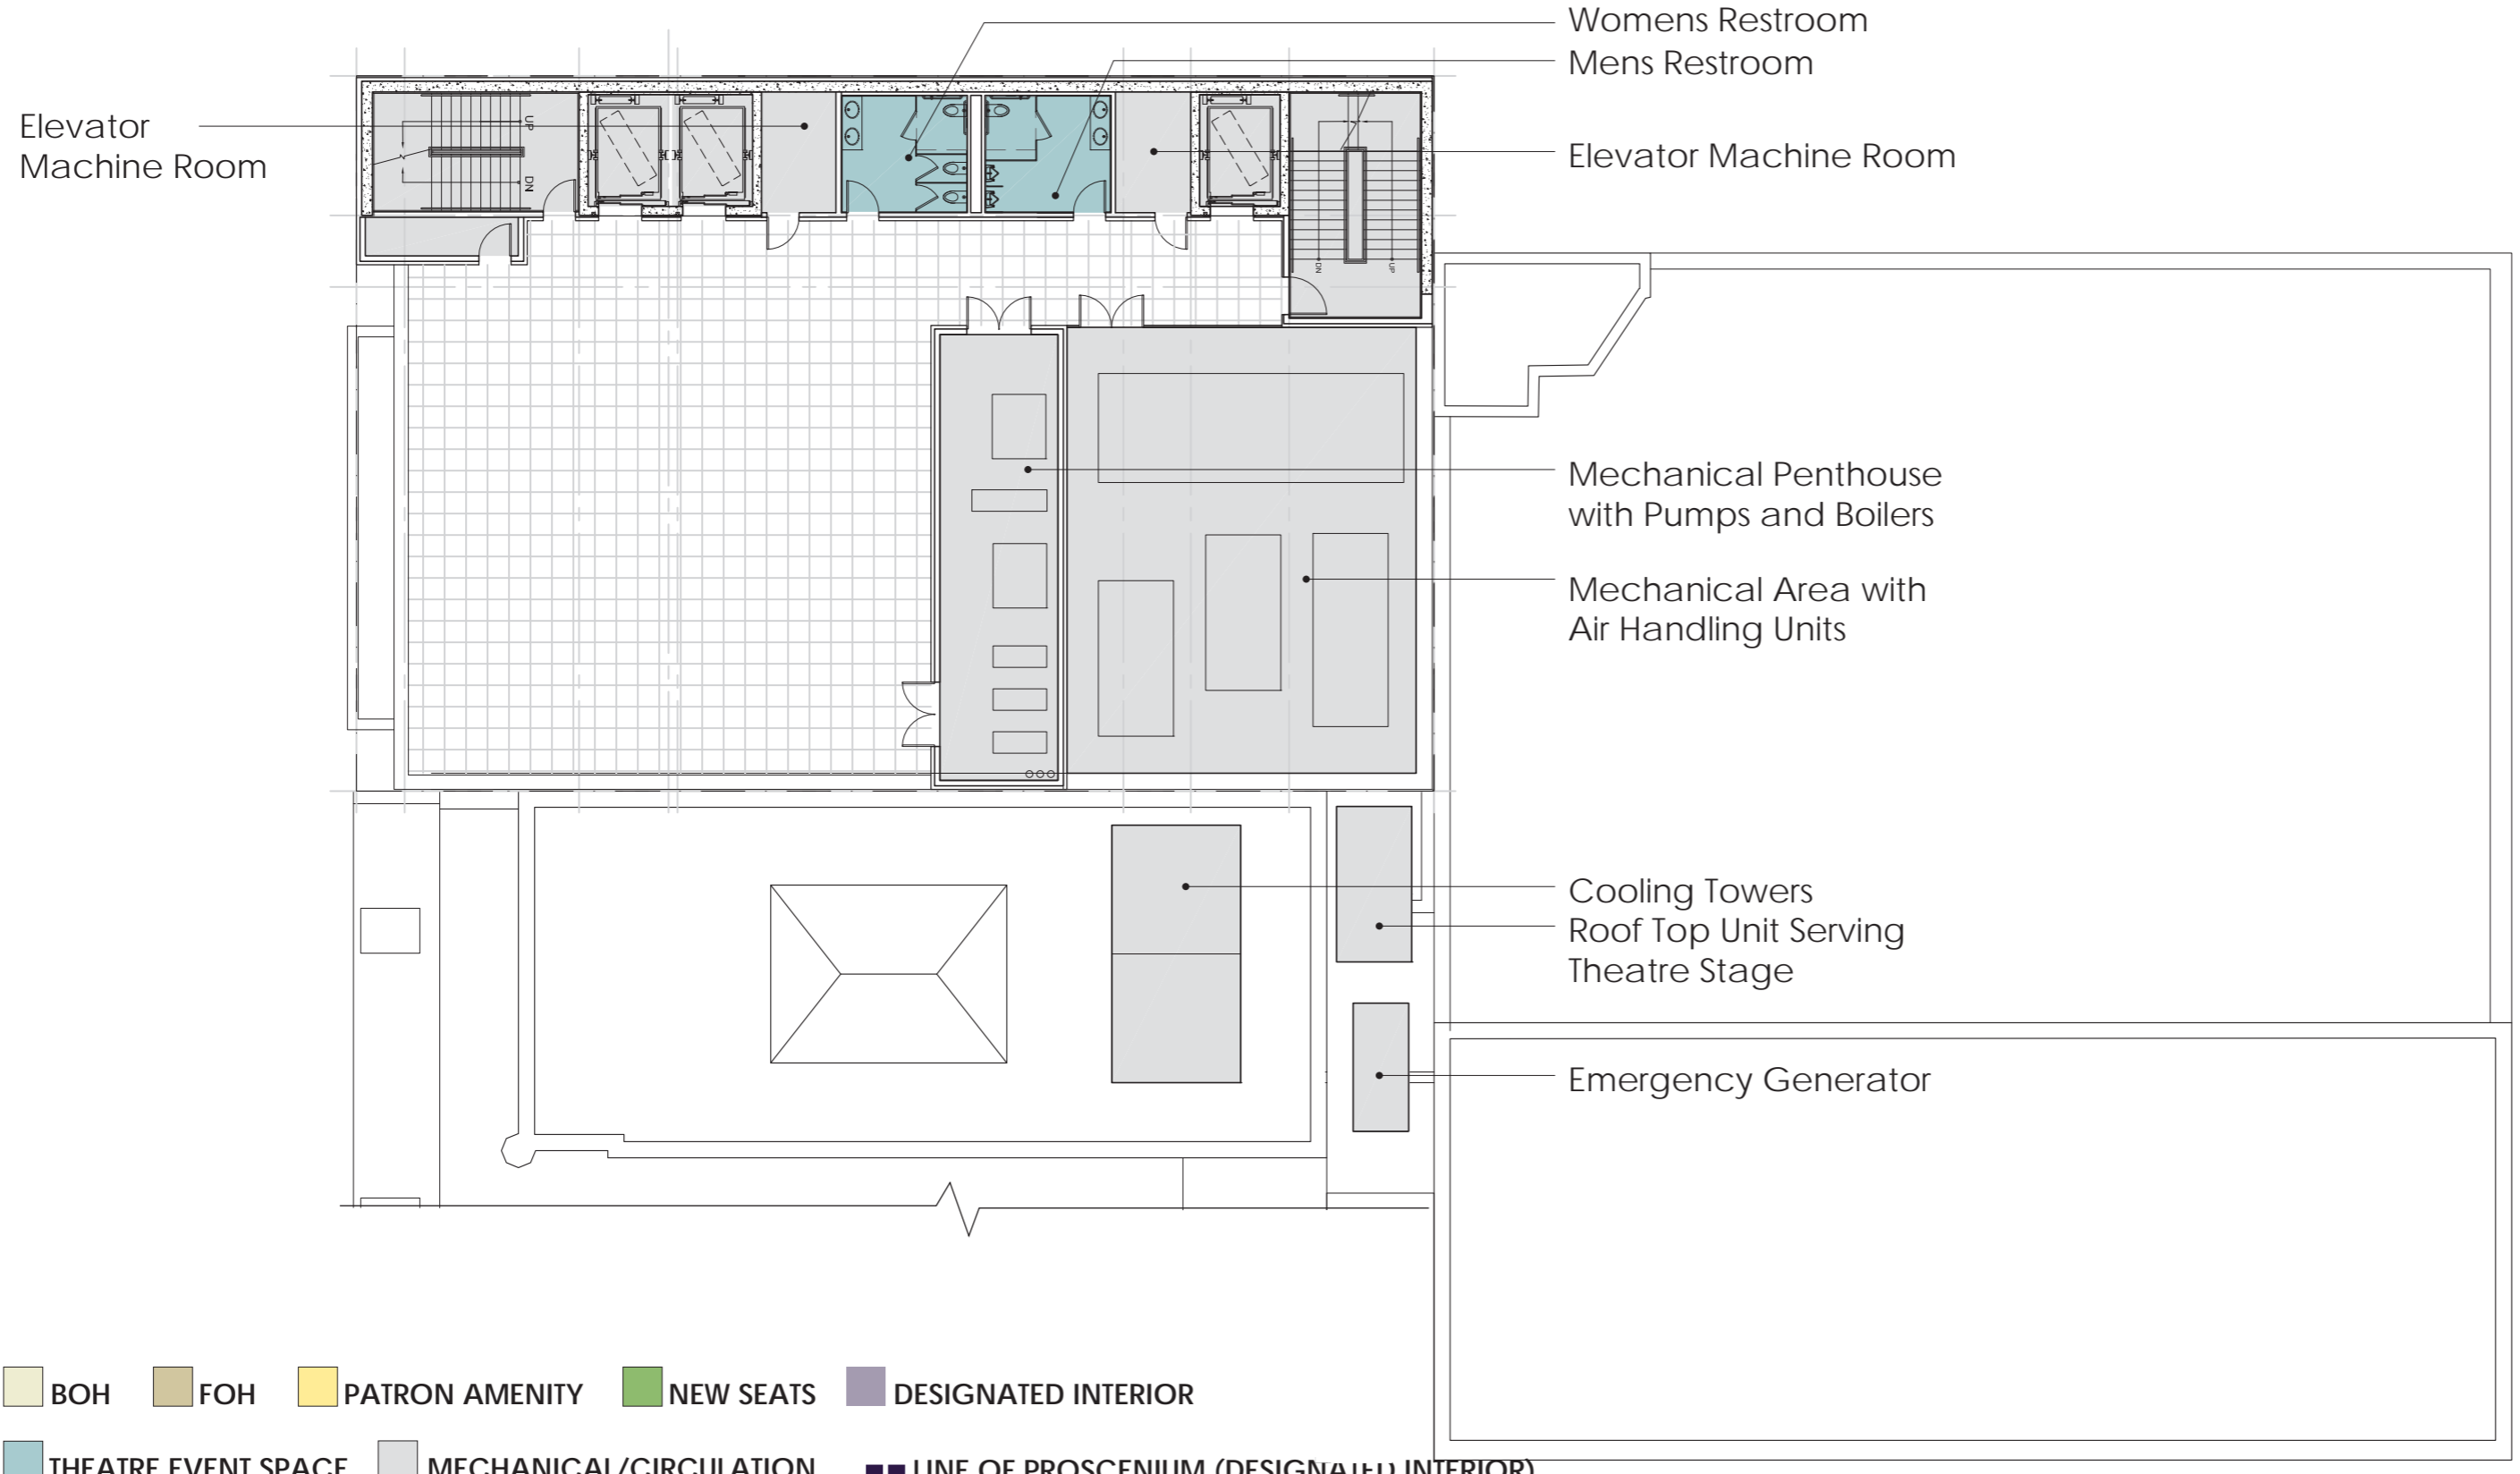 Womens Restroom
Mens Restroom
Elevator
Machine Room
Elevator Machine Room
UP
DN
DN
UP
Mechanical Penthouse
with Pumps and Boilers
Mechanical Area with
Air Handling Units
Cooling Towers
Roof Top Unit Serving
Theatre Stage
Emergency Generator
BOH FOH PATRON AMENITY NEW SEATS DESIGNATED INTERIOR
THEATRE EVENT SPACE MECHANICAL/CIRCULATION LINE OF PROSCENIUM (DESIGNATED INTERIOR)